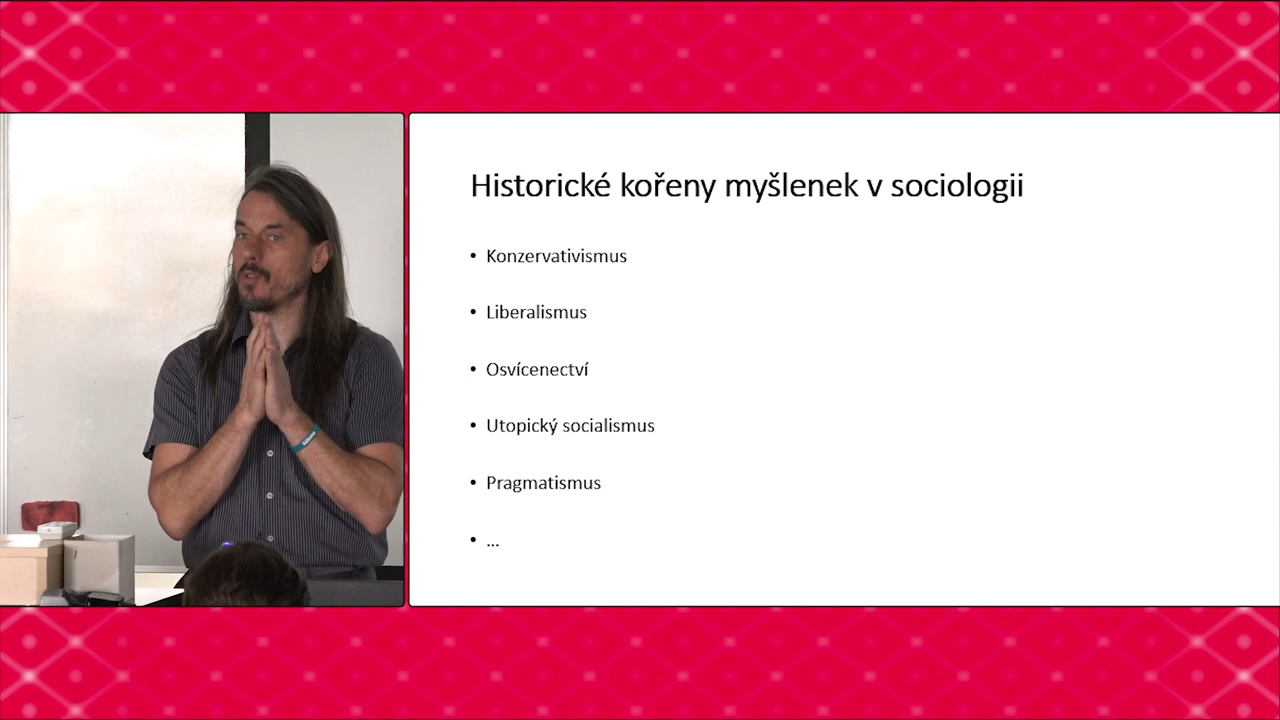 Historické kořeny myšlenek v sociologii
• Konzervativismus
• Liberalismus
• Osvícenectví
• Utopický socialismus
• Pragmatismus
• ...